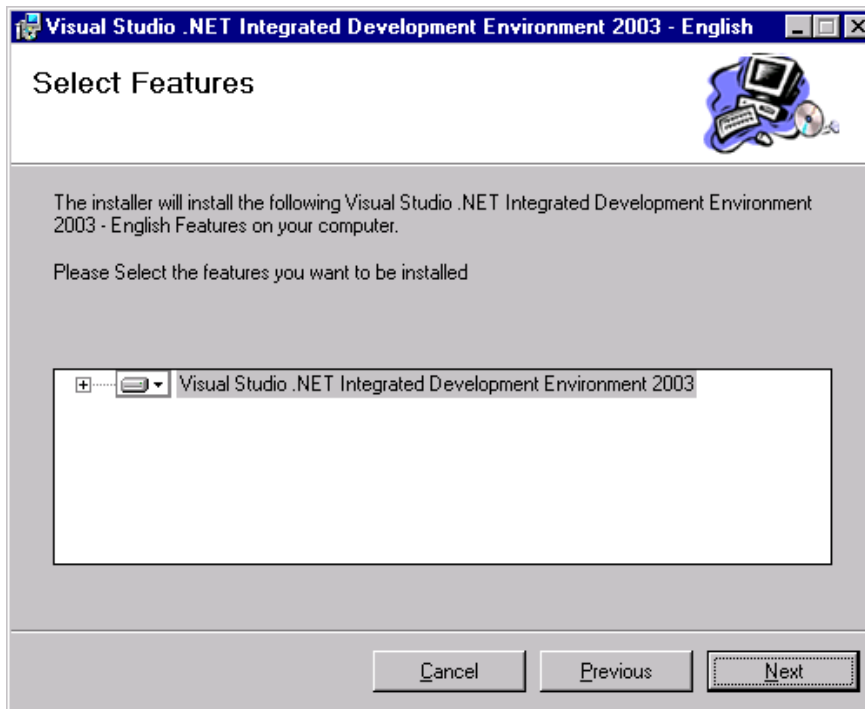 Visual Studio .NET Integrated Development Environment 2003 - English
Select Features
The installer will install the following Visual Studio .NET Integrated Development Environment
2003 - English Features on your computer.
Please Select the features you want to be installed
Visual Studio .NET Integrated Development Environment 2003
Cancel Previous Next